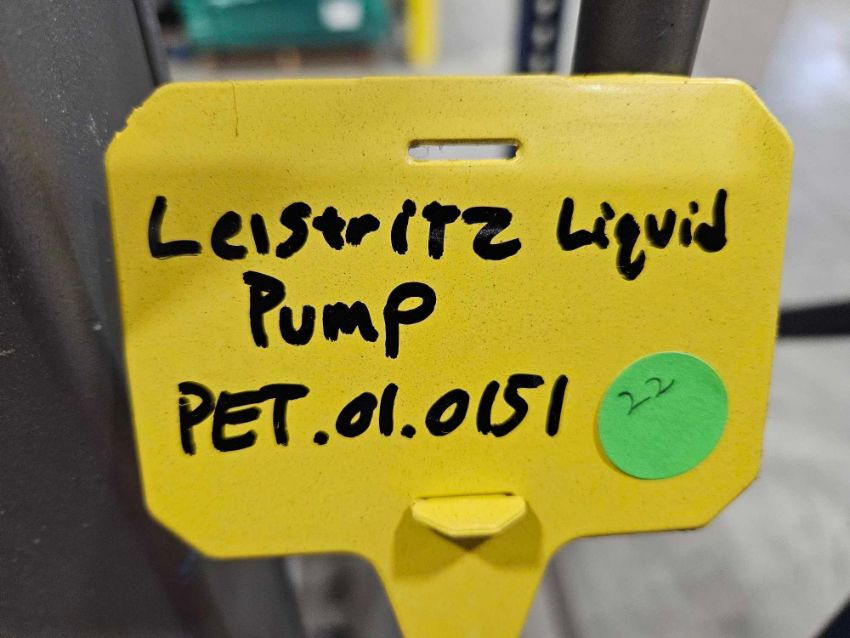 Leistritz Liquid
Pump
PET.01.0151
22